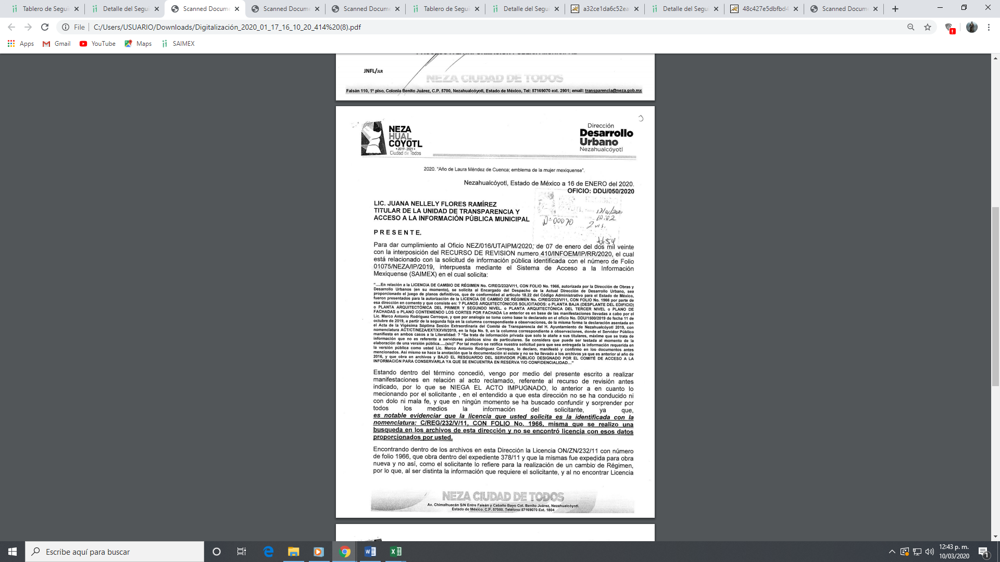 Tablero de Segui
Detalle del Segui
Scanned Docume
Scanned Docume
Scanned Docume
Tablero de Segui
Detalle del Segui
a32ce1da6c52ea
Detalle del Segui
48c427e5dbfbd4
Scanned Docum
File
C:/Users/USUARIO/Downloads/Digitalización_2020_01_17_16_10_20_414%20(8).pdf
Apps
Gmail
YouTube
Maps
SAIMEX
JNFL/JLR
NEZA CIUDAD DE TODOS
Faisán 110, 1º piso, Colonia Benito Juárez, C.P. 5700, Nezahualcóyotl, Estado de México, Tel: 57169070 ext. 2901; email: transparencia@neza.gob.mx
NEZA
HUAL
CÓYOTL
•2019-2021•
Ciudad de Todos
Dirección
Desarrollo
Urbano
Nezahualcóyotl
2020. “Año de Laura Méndez de Cuenca; emblema de la mujer mexiquense”.
Nezahualcóyotl, Estado de México a 16 de ENERO del 2020.
OFICIO: DDU/050/2020
LIC. JUANA NELLELY FLORES RAMÍREZ
TITULAR DE LA UNIDAD DE TRANSPARENCIA Y
ACCESO A LA INFORMACIÓN PÚBLICA MUNICIPAL
P R E S E N T E.
Para dar cumplimiento al Oficio NEZ/016/UTAIPM/2020, de 07 de enero del dos mil veinte
con la interposición del RECURSO DE REVISION numero 410/INFOEM/IP/RR/2020, el cual
está relacionado con la solicitud de información pública identificada con el número de Folio
01075/NEZA/IP/2019, interpuesta mediante el Sistema de Acceso a la Información
Mexiquense (SAIMEX) en el cual solicita:
“....En relación a la LICENCIA DE CAMBIO DE RÉGIMEN No. C/REG/232/V/11, CON FOLIO No. 1966, autorizada por la Dirección de Obras y
Desarrollo Urbanos (en su momento), se solicita al Encargado del Despacho de la Actual Dirección de Desarrollo Urbano, sea
proporcionado el juego de planos definitivos, que de conformidad al artículo 18.22 del Código Administrativo para el Estado de México,
fueron presentados para la autorización de la LICENCIA DE CAMBIO DE RÉGIMEN No. C/REG/232/V/11, CON FOLIO No. 1966 por parte de
esa dirección en comento y que consiste en: ? PLANOS ARQUITECTÓNICOS SOLICITADOS: o PLANTA BAJA (DESPLANTE DEL EDIFICIO)
o PLANTA ARQUITECTÓNICA DEL PRIMER Y SEGUNDO NIVEL. o PLANTA ARQUITECTÓNICA DEL TERCER NIVEL o PLANO DE
FACHADAS o PLANO CONTENIENDO LOS CORTES POR FACHADA Lo anterior es en base de las manifestaciones llevadas a cabo por el
Lic. Marco Antonio Rodríguez Cerroque, y que por analogía se toma como base lo declarado en el oficio No. DDU/1500/2019 de fecha 11 de
octubre de 2019, a partir de la segunda foja en la columna correspondiente a observaciones, de la misma forma la declaración asentada en
el Acta de la Vigésima Séptima Sesión Extraordinaria del Comité de Transparencia del H. Ayuntamiento de Nezahualcóyotl 2019, con
nomenclatura ACT/CT/NEZA/EXT/XXVII/2019, en la foja No. 9, en la columna correspondiente a observaciones, donde el Servidor Público
manifiesta en ambos casos a la Literalidad: ? “Se trata de información privada que solo le atañe a sus titulares, máxime que se trata de
información que no es referente a servidores públicos sino de particulares. Se considera que puede ser testada al momento de la
elaboración de una versión pública.....(sic)” Por tal motivo se ratifica nuestra solicitud para que sea entregada la información requerida en
la versión pública como usted Lic. Marco Antonio Rodríguez Cerroque, lo declaro, manifestó y confirmo en los documentos antes
mencionados. Así mismo se hace la anotación que la documentación si existe y no se ha llevado a los archivos ya que es anterior al año de
2016, y que obra en archivos y BAJO EL RESGUARDO DEL SERVIDOR PÚBLICO DESIGNADO POR EL COMITÉ DE ACCESO A LA
INFORMACIÓN PARA CONSERVARLA YA QUE SE ENCUENTRA EN RESERVA Y/O CONFIDENCIALIDAD...”
Estando dentro del término concedió, vengo por medio del presente escrito a realizar
manifestaciones en relación al acto reclamado, referente al recurso de revisión antes
indicado, por lo que se NIEGA EL ACTO IMPUGNADO, lo anterior a en cuanto lo
mecionando por el solicitante , en el entendido a que esta dirección no se ha conducido ni
con dolo ni mala fe, y que en ningún momento se ha buscado confundir y sorprender por
todos los medios la información del solicitante, ya que,
es notable evidenciar que la licencia que usted solicita es la identificada con la
nomenclatura: C/REG/232/V/11, CON FOLIO No. 1966, misma que se realizo una
busqueda en los archivos de esta dirección y no se encontró licencia con esos datos
proporcionados por usted.
Encontrando dentro de los archivos en esta Dirección la Licencia ON/ZN/232/11 con número
de folio 1966, que obra dentro del expediente 378/11 y que la mismas fue expedida para obra
nueva y no así, como el solicitante lo refiere para la realización de un cambio de Régimen,
por lo que, al ser distinta la información que requiere el solicitante, y al no encontrar Licencia
NEZA CIUDAD DE TODOS
Av. Chimalhuacán S/N Entre Faisán y Caballo Bayo Col. Benito Juárez, Nezahualcóyotl.
Estado de México. C.P. 57000. Teléfono 57169070 Ext. 1804
Escribe aquí para buscar
12:43 p. m.
10/03/2020